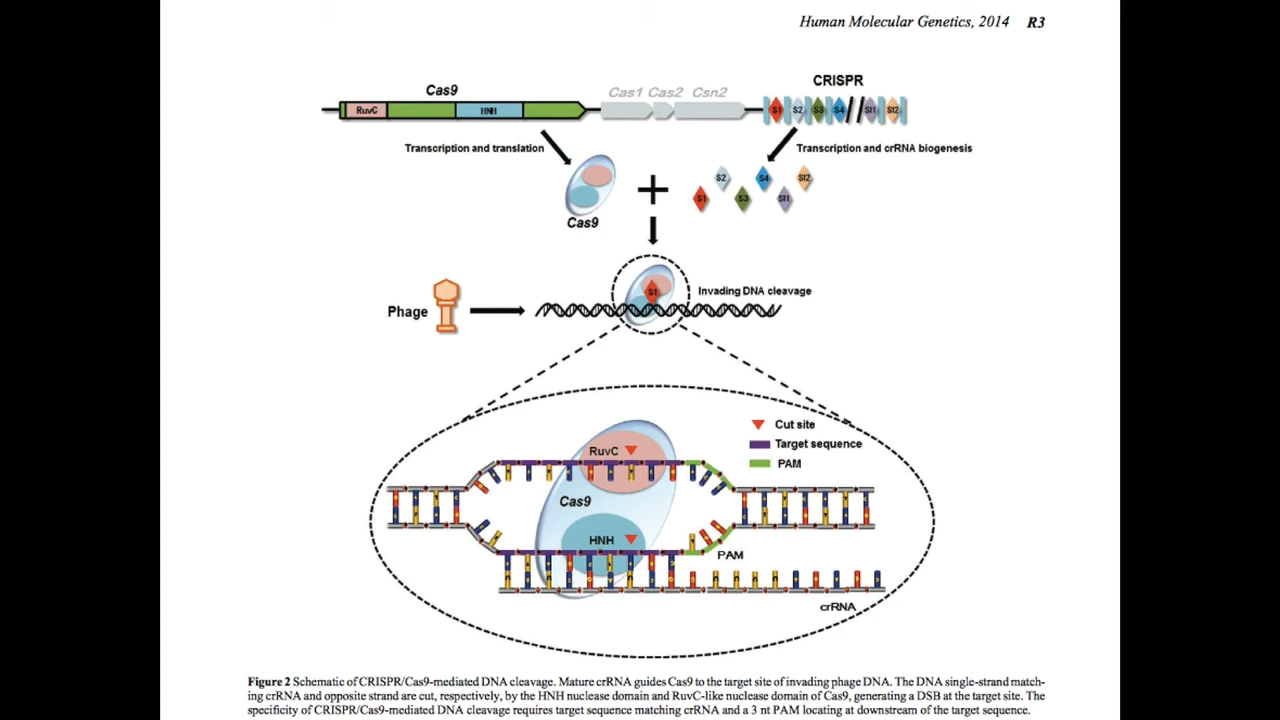 Human Molecular Genetics, 2014 R3
CRISPR
Cas9
Cas1 Cas2 Csn2
RuvC HNH S1 S2 S3 S4 S11 S12
Transcription and translation
Transcription and crRNA biogenesis
S2 S4 S12
S1 S3 S11
Cas9
S1
Invading DNA cleavage
Phage
Cut site
Target sequence
PAM
RuvC
Cas9
HNH
PAM
crRNA
Figure 2 Schematic of CRISPR/Cas9-mediated DNA cleavage. Mature crRNA guides Cas9 to the target site of invading phage DNA. The DNA single-strand match-
ing crRNA and opposite strand are cut, respectively, by the HNH nuclease domain and RuvC-like nuclease domain of Cas9, generating a DSB at the target site. The
specificity of CRISPR/Cas9-mediated DNA cleavage requires target sequence matching crRNA and a 3 nt PAM locating at downstream of the target sequence.